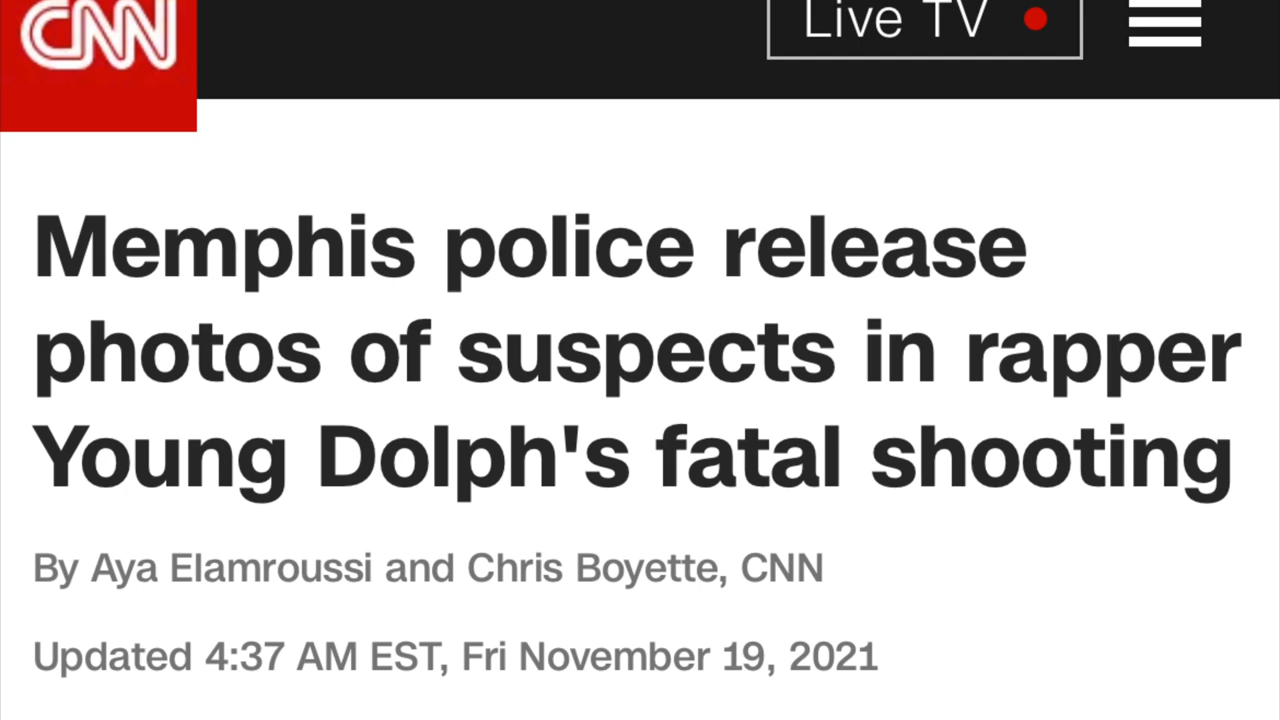 CNN
Live TV
Memphis police release
photos of suspects in rapper
Young Dolph's fatal shooting
By Aya Elamroussi and Chris Boyette, CNN
Updated 4:37 AM EST, Fri November 19, 2021